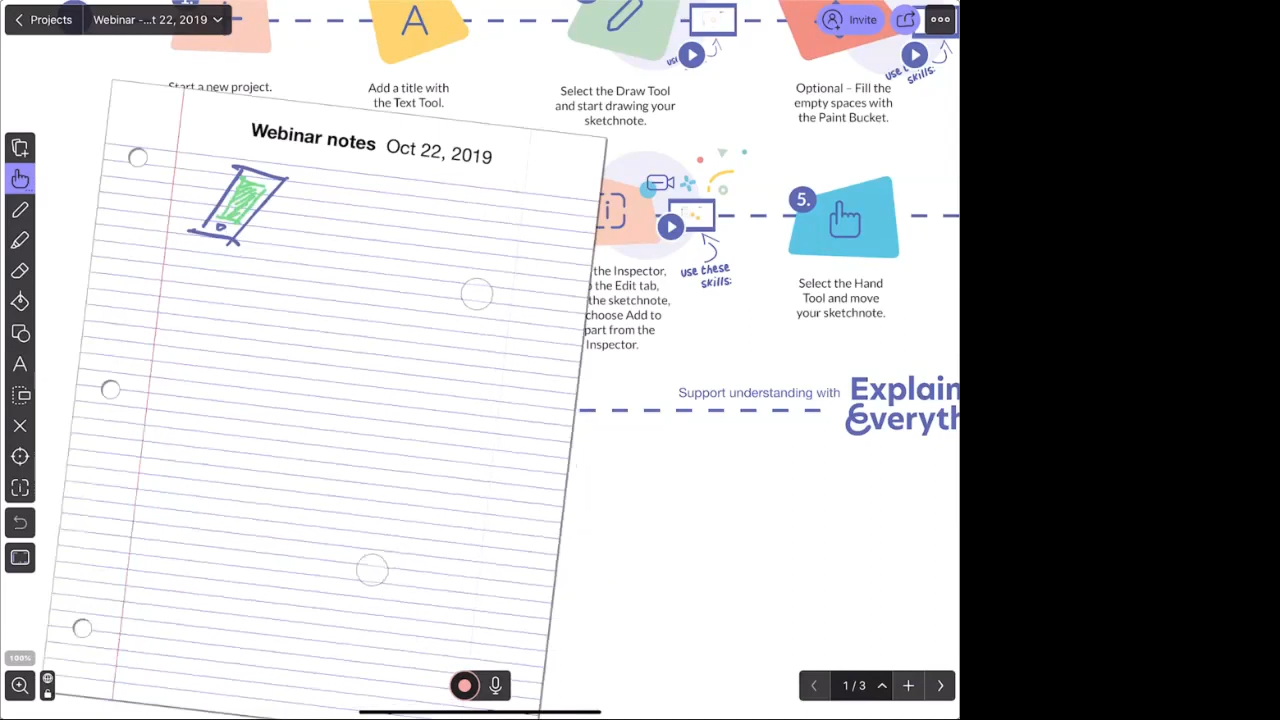 Projects
Webinar -...t 22, 2019
Invite
A
use
use
skills:
Start a new project.
Add a title with
the Text Tool.
Select the Draw Tool
and start drawing your
sketchnote.
Optional – Fill the
empty spaces with
the Paint Bucket.
Webinar notes Oct 22, 2019
5.
the Inspector.
the Edit tab,
the sketchnote,
choose Add to
part from the
Inspector.
use these
skills:
Select the Hand
Tool and move
your sketchnote.
A
Support understanding with
Explain
Everyth
100%
1/3